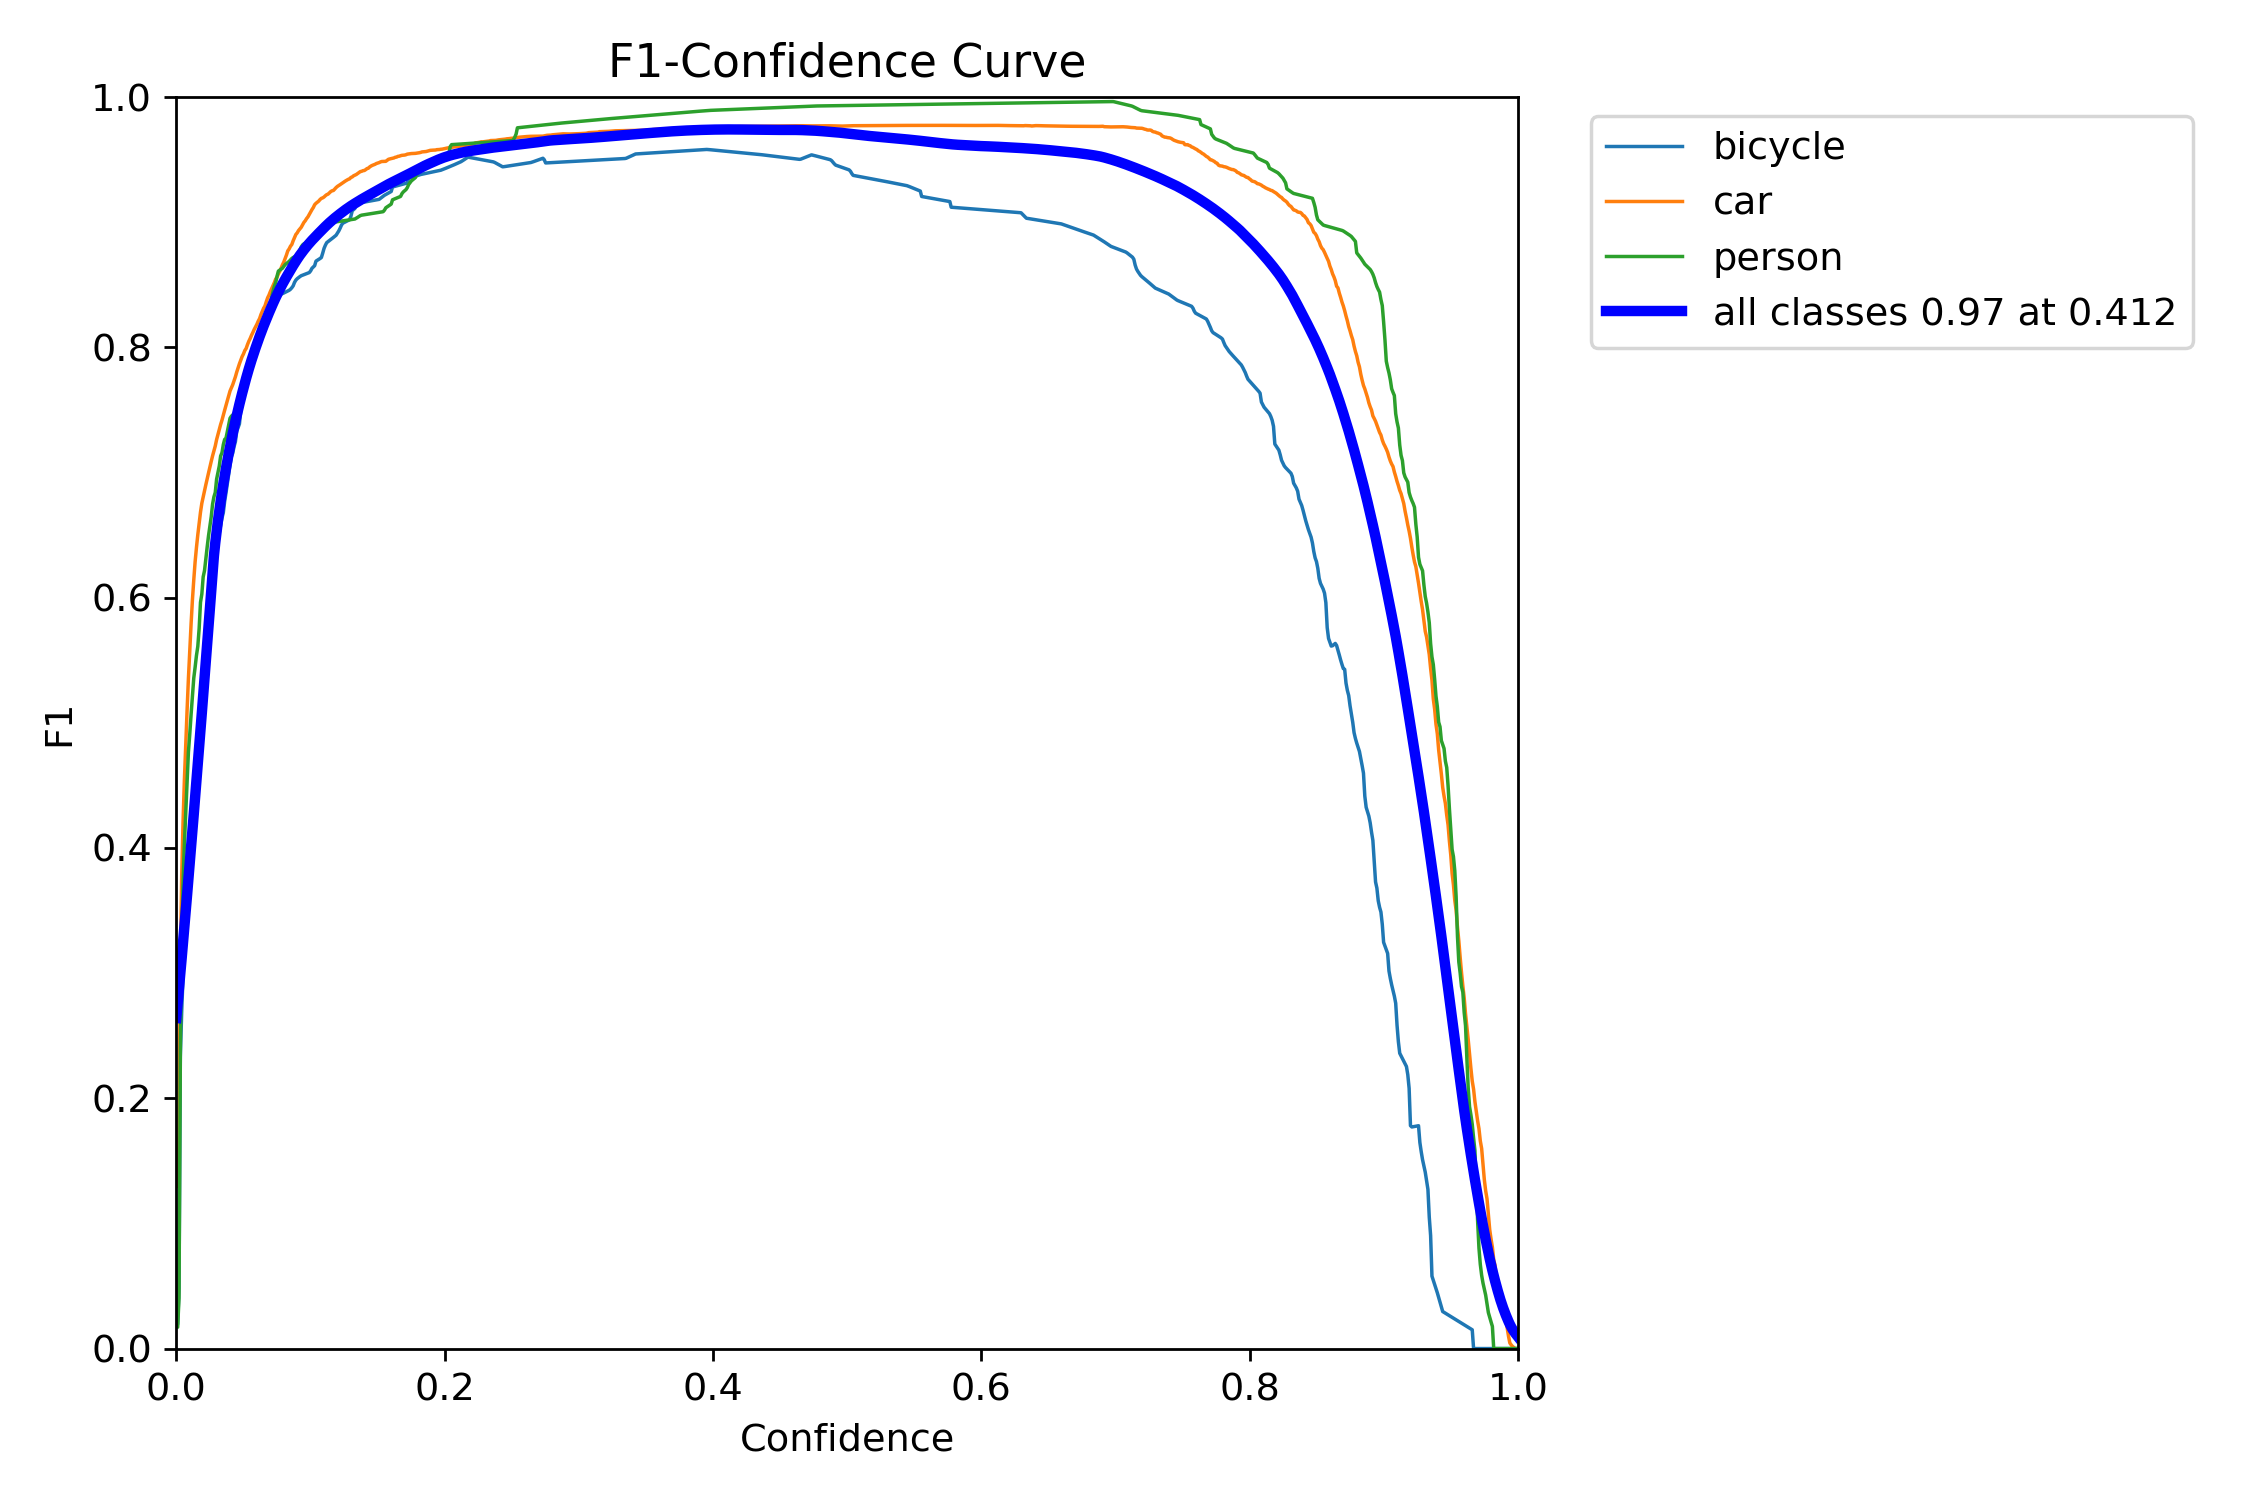 F1-Confidence Curve
1.0
0.8
0.6
0.4
0.2
0.0
F1
0.0 0.2 0.4 0.6 0.8 1.0
Confidence
bicycle
car
person
all classes 0.97 at 0.412